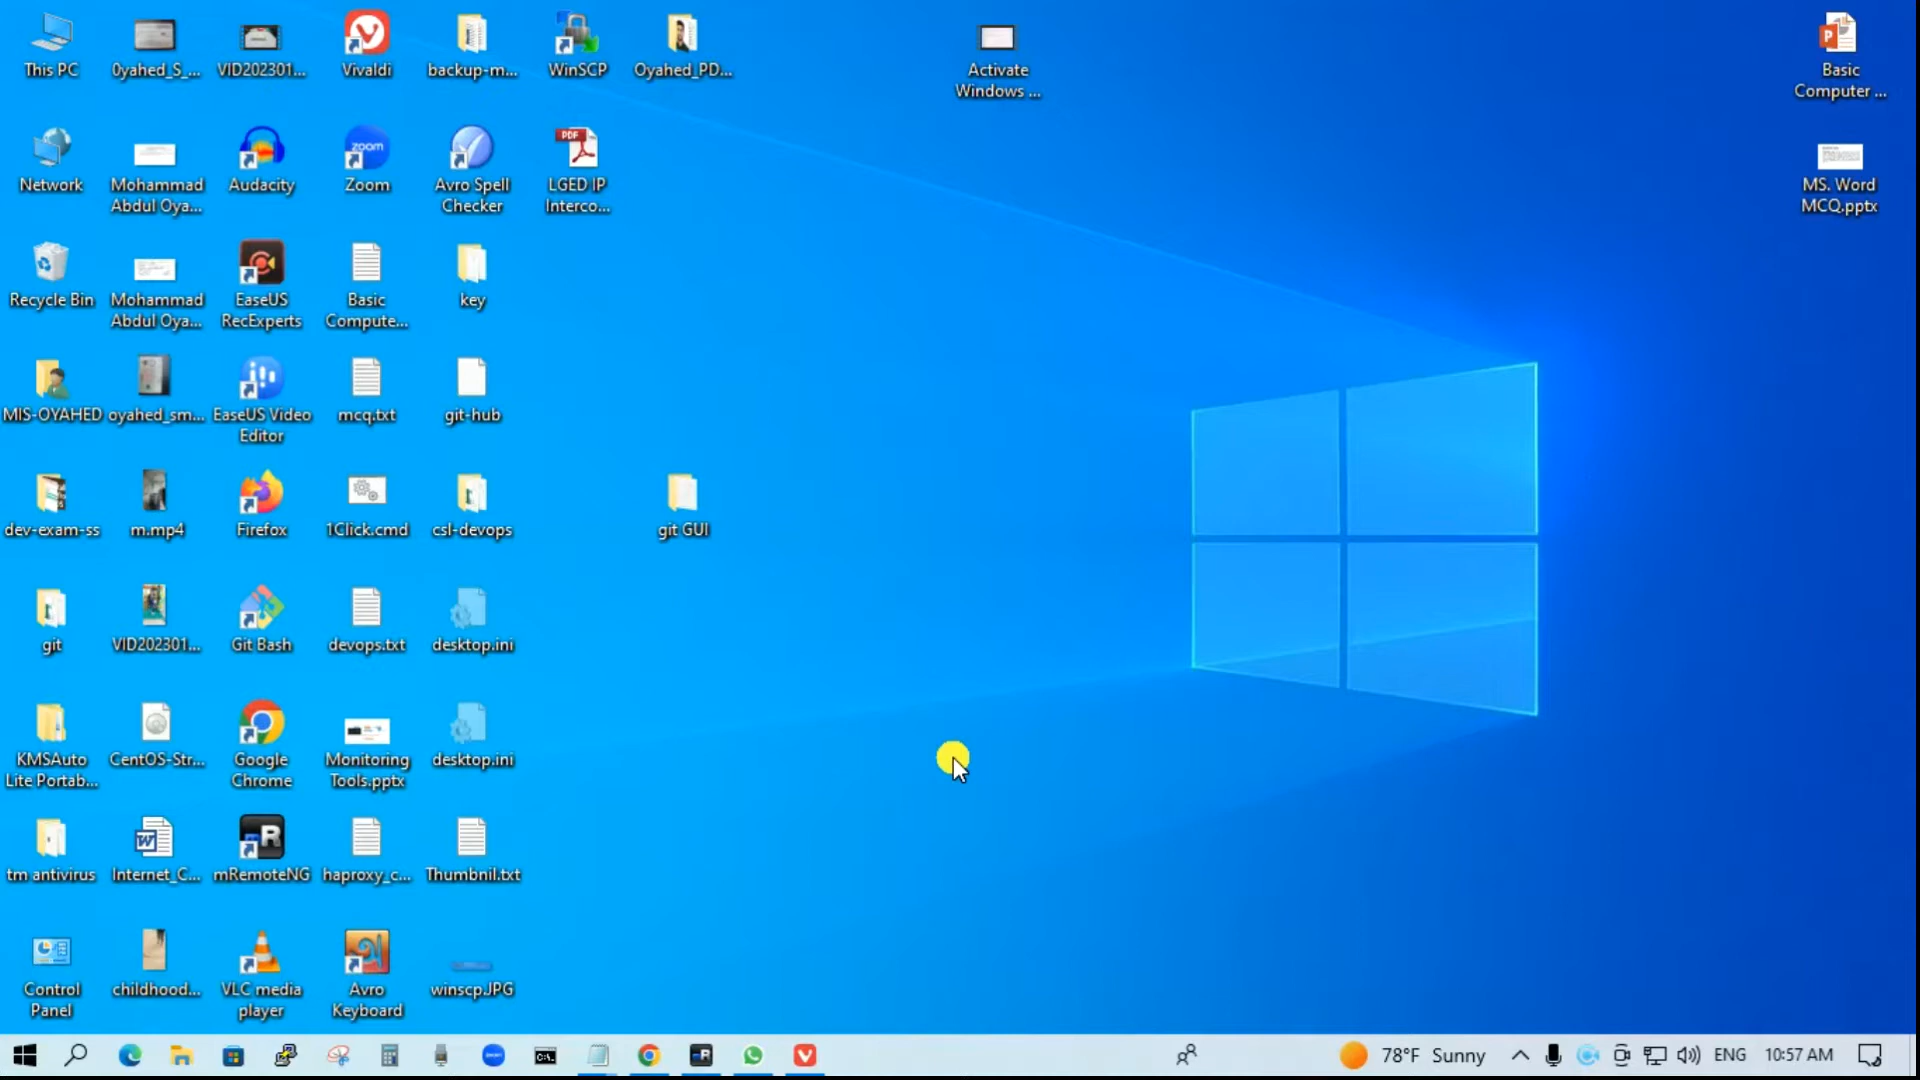 This PC
0yahed_S_...
VID202301...
Vivaldi
backup-m...
WinSCP
Oyahed_PD...
Activate
Windows ...
Basic
Computer ...
Network
Mohammad
Abdul Oya...
Audacity
zoom
Zoom
Avro Spell
Checker
PDF
LGED IP
Interco...
MS. Word
MCQ.pptx
Recycle Bin
Mohammad
Abdul Oya...
EaseUS
RecExperts
Basic
Compute...
key
MIS-OYAHED
oyahed_sm...
EaseUS Video
Editor
mcq.txt
git-hub
dev-exam-ss
m.mp4
Firefox
1Click.cmd
csl-devops
git GUI
git
VID202301...
Git Bash
devops.txt
desktop.ini
KMSAuto
Lite Portab...
CentOS-Str...
Google
Chrome
Monitoring
Tools.pptx
desktop.ini
tm antivirus
Internet_C...
mRemoteNG
haproxy_c...
Thumbnil.txt
Control
Panel
childhood...
VLC media
player
Avro
Keyboard
winscp.JPG
78°F Sunny
ENG
10:57 AM